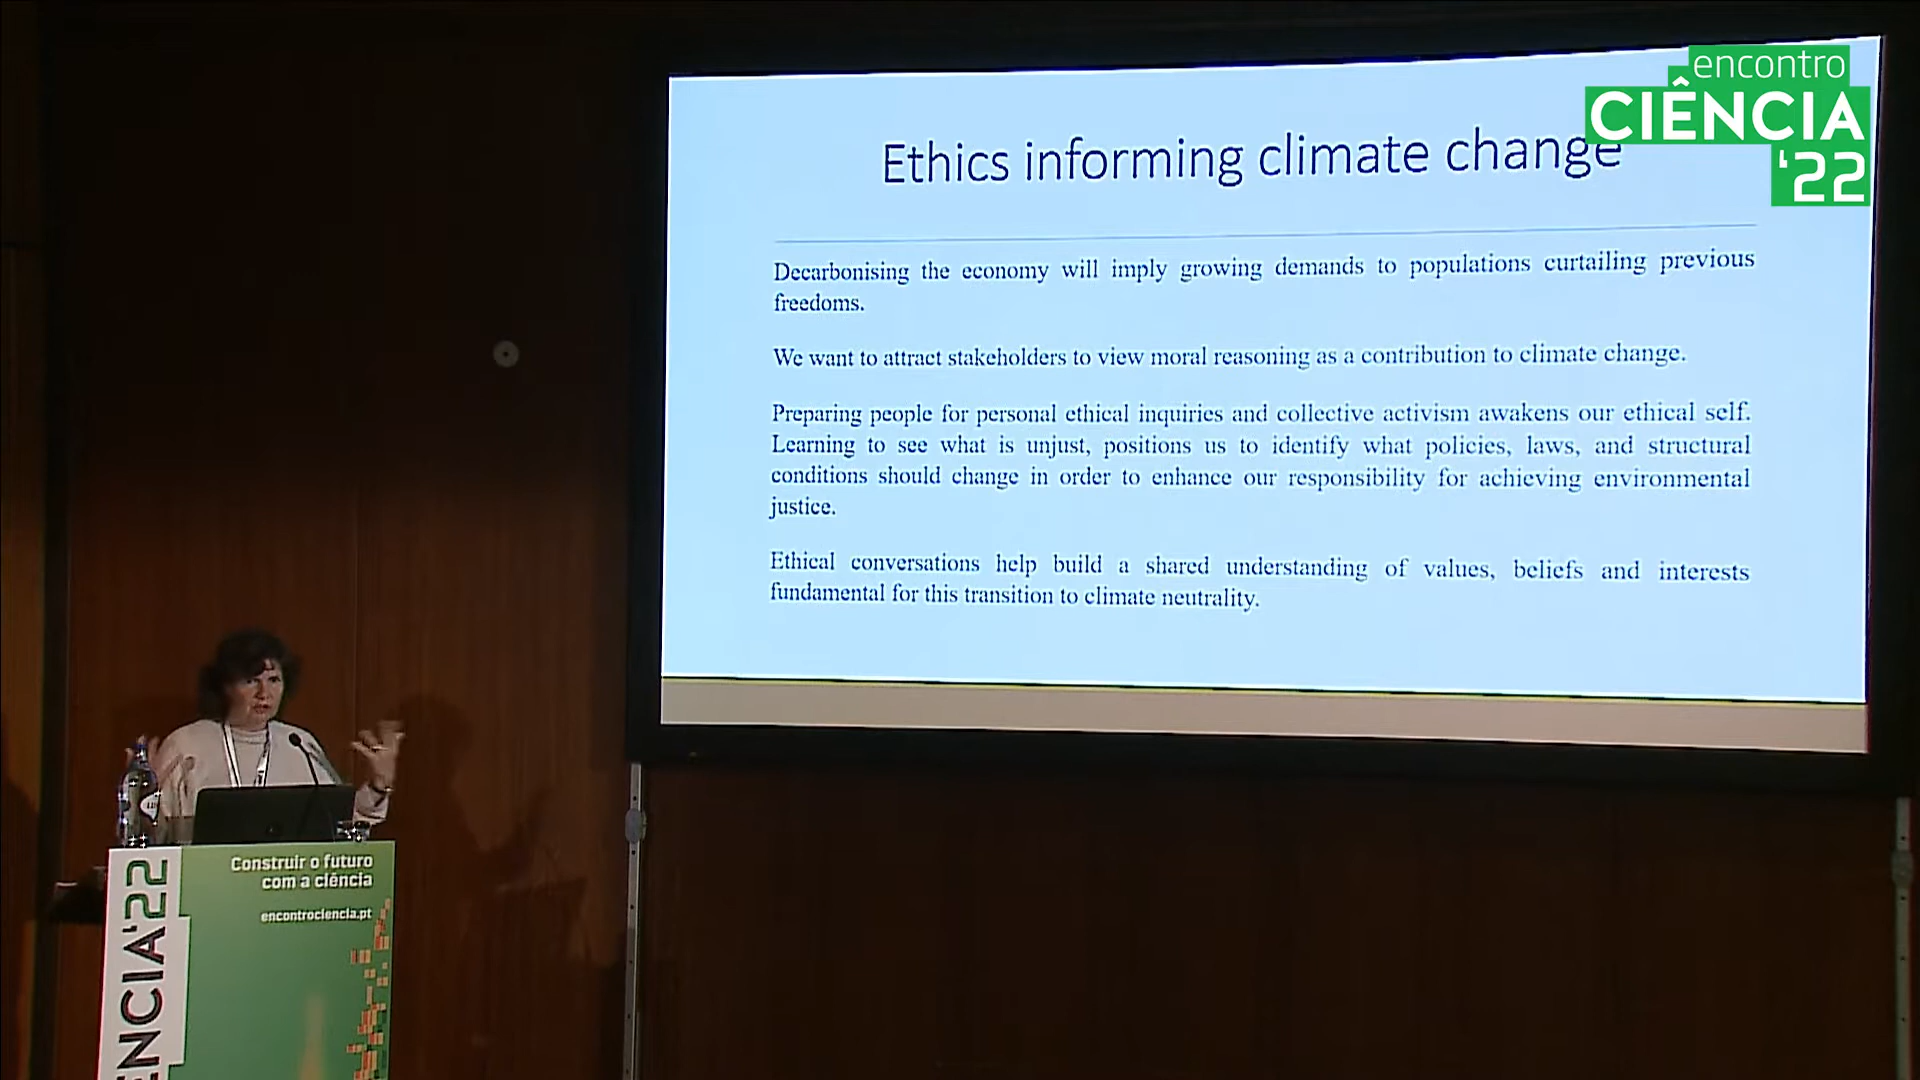 encontro
CIÊNCIA
'22
Ethics informing climate change
Decarbonising the economy will imply growing demands to populations curtailing previous
freedoms.
We want to attract stakeholders to view moral reasoning as a contribution to climate change.
Preparing people for personal ethical inquiries and collective activism awakens our ethical self.
Learning to see what is unjust, positions us to identify what policies, laws, and structural
conditions should change in order to enhance our responsibility for achieving environmental
justice.
Ethical conversations help build a shared understanding of values, beliefs and interests
fundamental for this transition to climate neutrality.
Construir o futuro
com a ciência
encontrociencia.pt
ENCIA'22